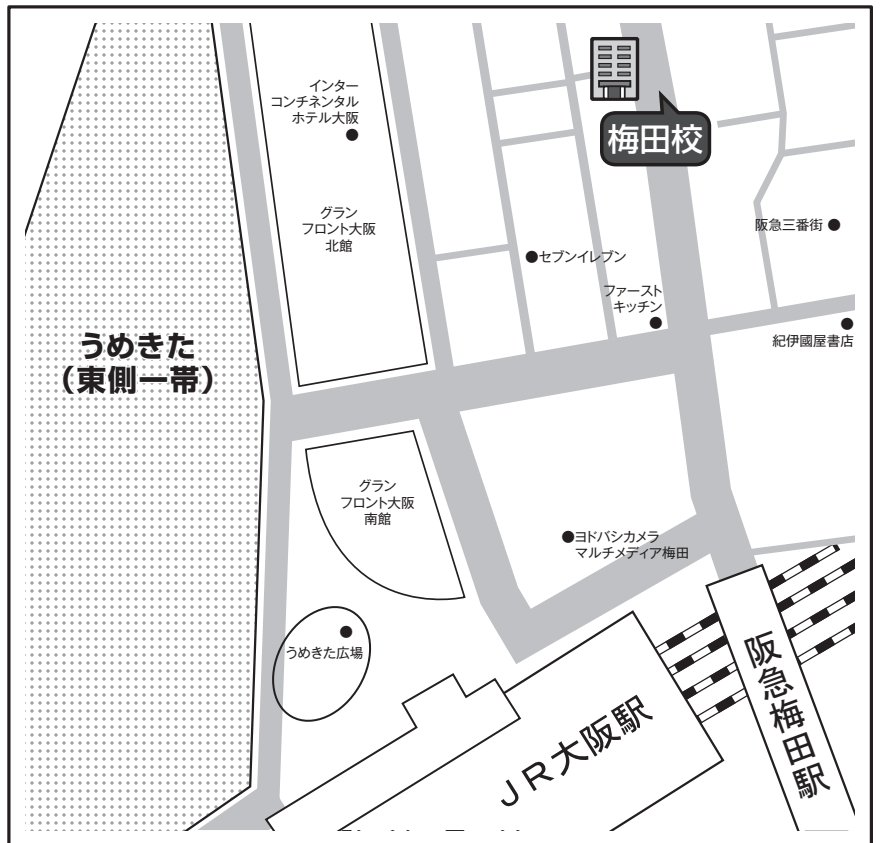 インター
コンチネンタル
ホテル大阪
梅田校
グラン
フロント大阪
北館
阪急三番街
セブンイレブン
ファースト
キッチン
紀伊國屋書店
うめきた
（東側一帯）
グラン
フロント大阪
南館
ヨドバシカメラ
マルチメディア梅田
うめきた広場
JR大阪駅
阪急梅田駅